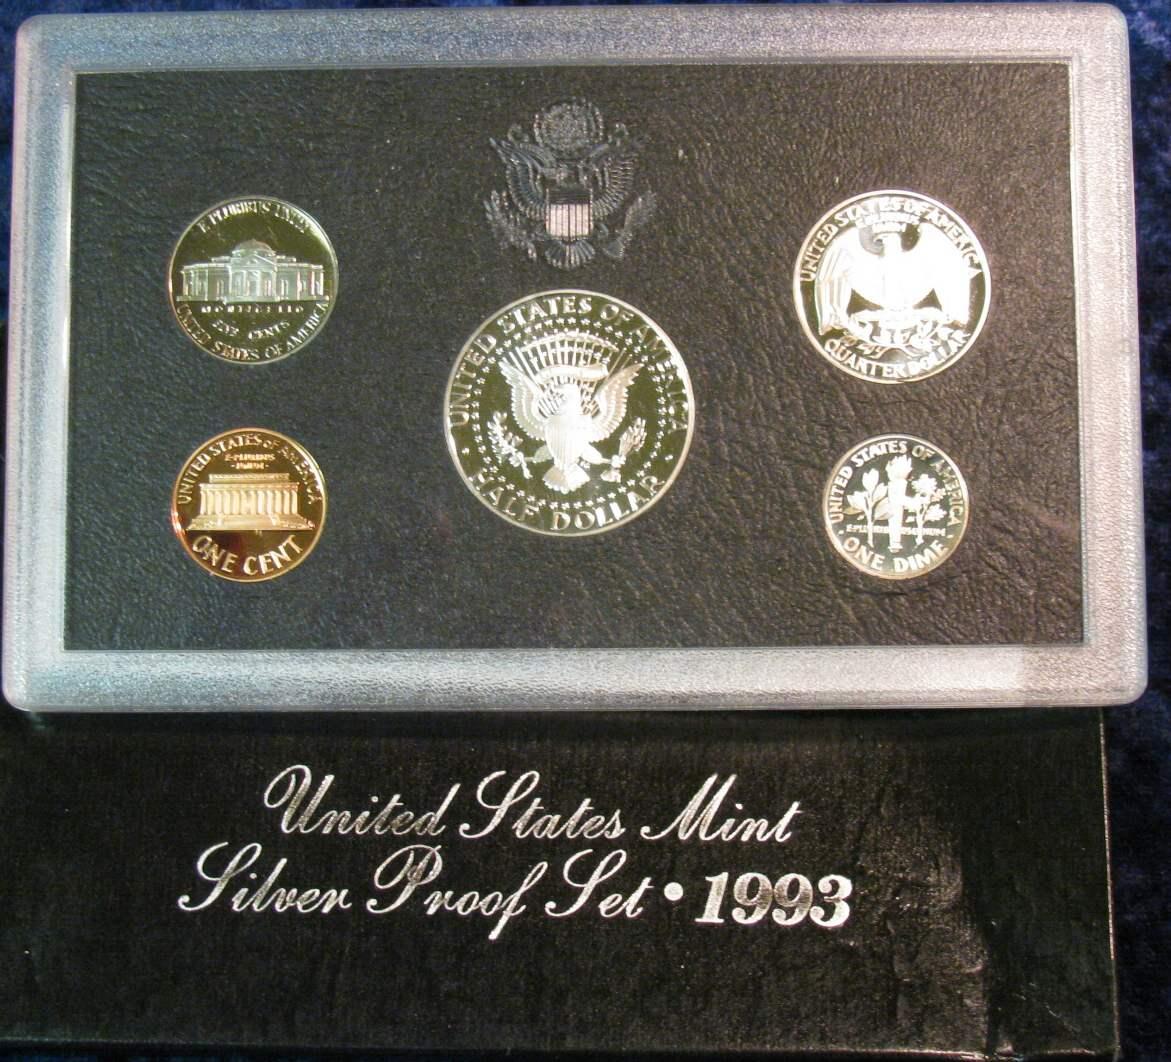 E PLURIBUS UNUM
MONTICELLO
FIVE CENTS
UNITED STATES OF AMERICA
UNITED STATES OF AMERICA
QUARTER DOLLAR
UNITED STATES OF AMERICA
HALF DOLLAR
UNITED STATES OF AMERICA
E·PLURIBUS
·UNUM·
ONE CENT
UNITED STATES OF AMERICA
E·PLURIBUS UNUM
ONE DIME
United States Mint
Silver Proof Set • 1993